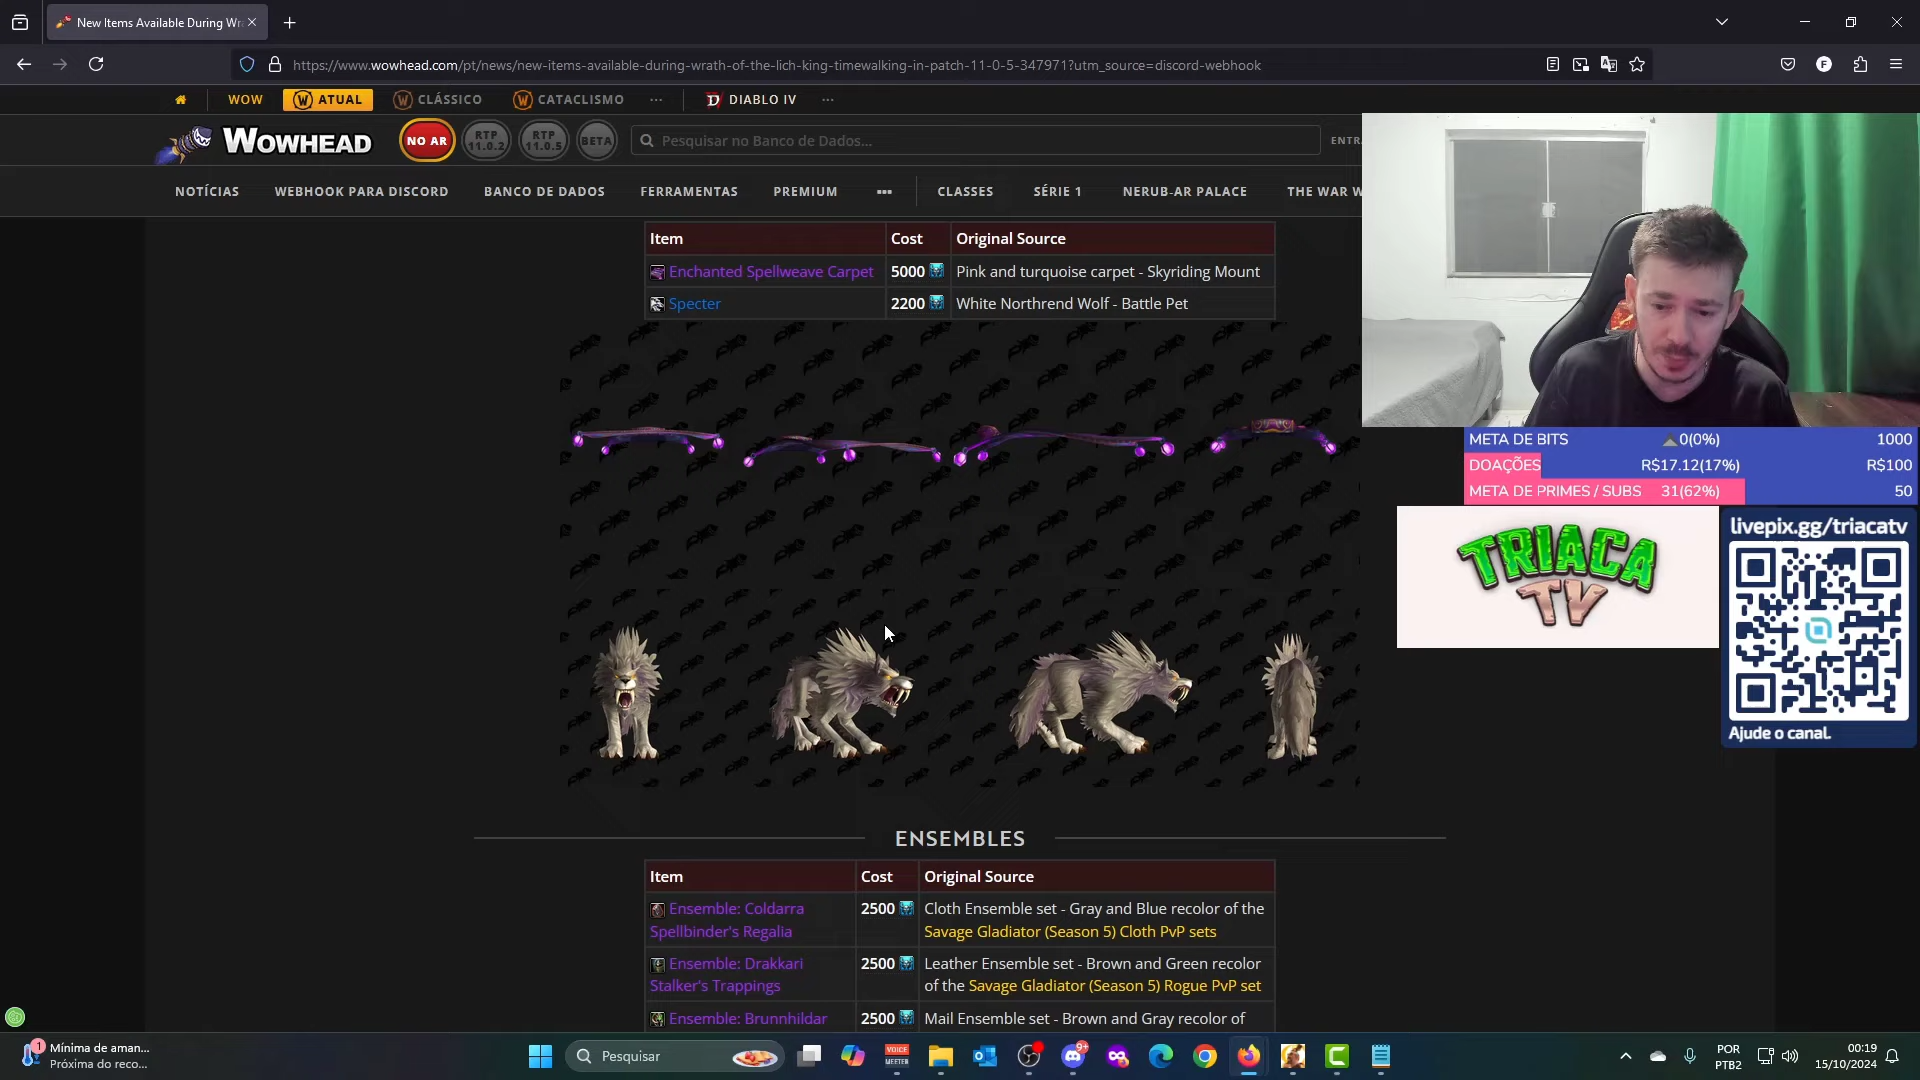 New Items Available During Wr
https://www.wowhead.com/pt/news/new-items-available-during-wrath-of-the-lich-king-timewalking-in-patch-11-0-5-347971?utm_source=discord-webhook
WOW
ATUAL
CLÁSSICO
CATACLISMO
DIABLO IV
WOWHEAD
NO AR
RTP 11.0.2
RTP 11.0.5
BETA
Pesquisar no Banco de Dados...
ENTRA
NOTÍCIAS
WEBHOOK PARA DISCORD
BANCO DE DADOS
FERRAMENTAS
PREMIUM
CLASSES
SÉRIE 1
NERUB-AR PALACE
THE WAR W
Item Cost Original Source
Enchanted Spellweave Carpet 5000 Pink and turquoise carpet - Skyriding Mount
Specter 2200 White Northrend Wolf - Battle Pet
META DE BITS 0(0%) 1000
DOAÇÕES R$17.12(17%) R$100
META DE PRIMES / SUBS 31(62%) 50
TRIACA
TV
livepix.gg/triacatv
Ajude o canal.
ENSEMBLES
Item Cost Original Source
Ensemble: Coldarra 2500 Cloth Ensemble set - Gray and Blue recolor of the
Spellbinder's Regalia Savage Gladiator (Season 5) Cloth PvP sets
Ensemble: Drakkari 2500 Leather Ensemble set - Brown and Green recolor
Stalker's Trappings of the Savage Gladiator (Season 5) Rogue PvP set
Ensemble: Brunnhildar 2500 Mail Ensemble set - Brown and Gray recolor of
1
Mínima de aman...
Próxima do reco...
Pesquisar
VOICE MEETER
9+
POR
PTB2
00:19
15/10/2024